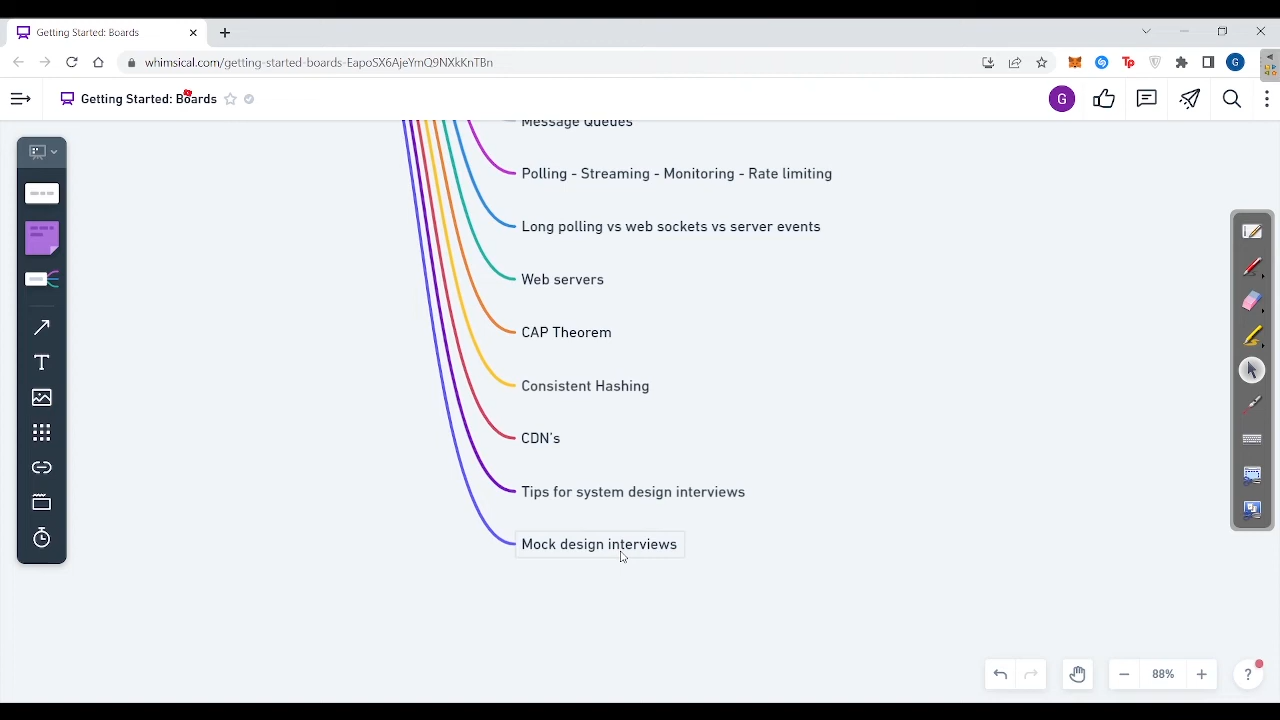 Getting Started: Boards
whimsical.com/getting-started-boards-EapoSX6AjeYmRo9NXkKnTBn
G
Getting Started: Boards
G
Message Queues
Polling - Streaming - Monitoring - Rate limiting
Long polling vs web sockets vs server events
Web servers
CAP Theorem
Consistent Hashing
CDN's
Tips for system design interviews
Mock design interviews
88%
?